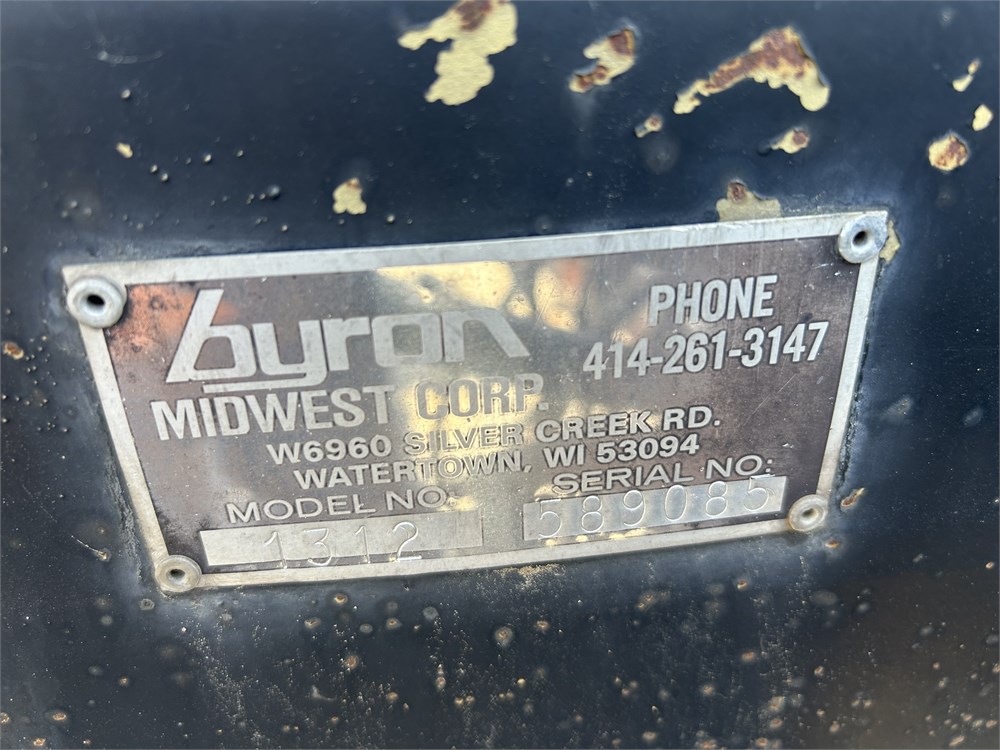 byron
MIDWEST CORP.
PHONE
414-261-3147
W6960 SILVER CREEK RD.
WATERTOWN, WI 53094
MODEL NO: SERIAL NO:
1312 589085